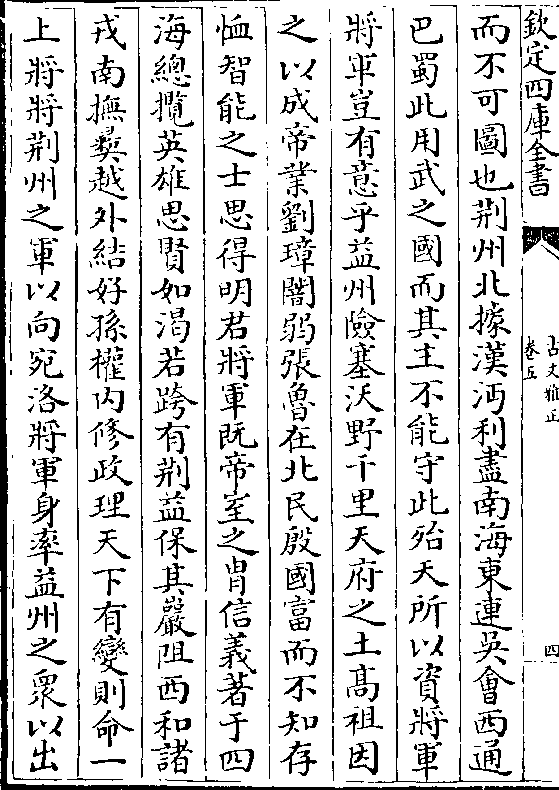 欽定四庫全書
古文雅正
卷五
四
而不可圖也荆州北據漢沔利盡南海東連吳會西通
巴蜀此用武之國而其主不能守此殆天所以資將軍
將軍豈有意乎益州險塞沃野千里天府之土高祖因
之以成帝業劉璋闇弱張魯在北民殷國富而不知存
恤智能之士思得明君將軍既帝室之胄信義著于四
海總攬英雄思賢如渴若跨有荆益保其巖阻西和諸
戎南撫彛越外結好孫權内修政理天下有變則命一
上將將荆州之軍以向宛洛將軍身率益州之衆以出